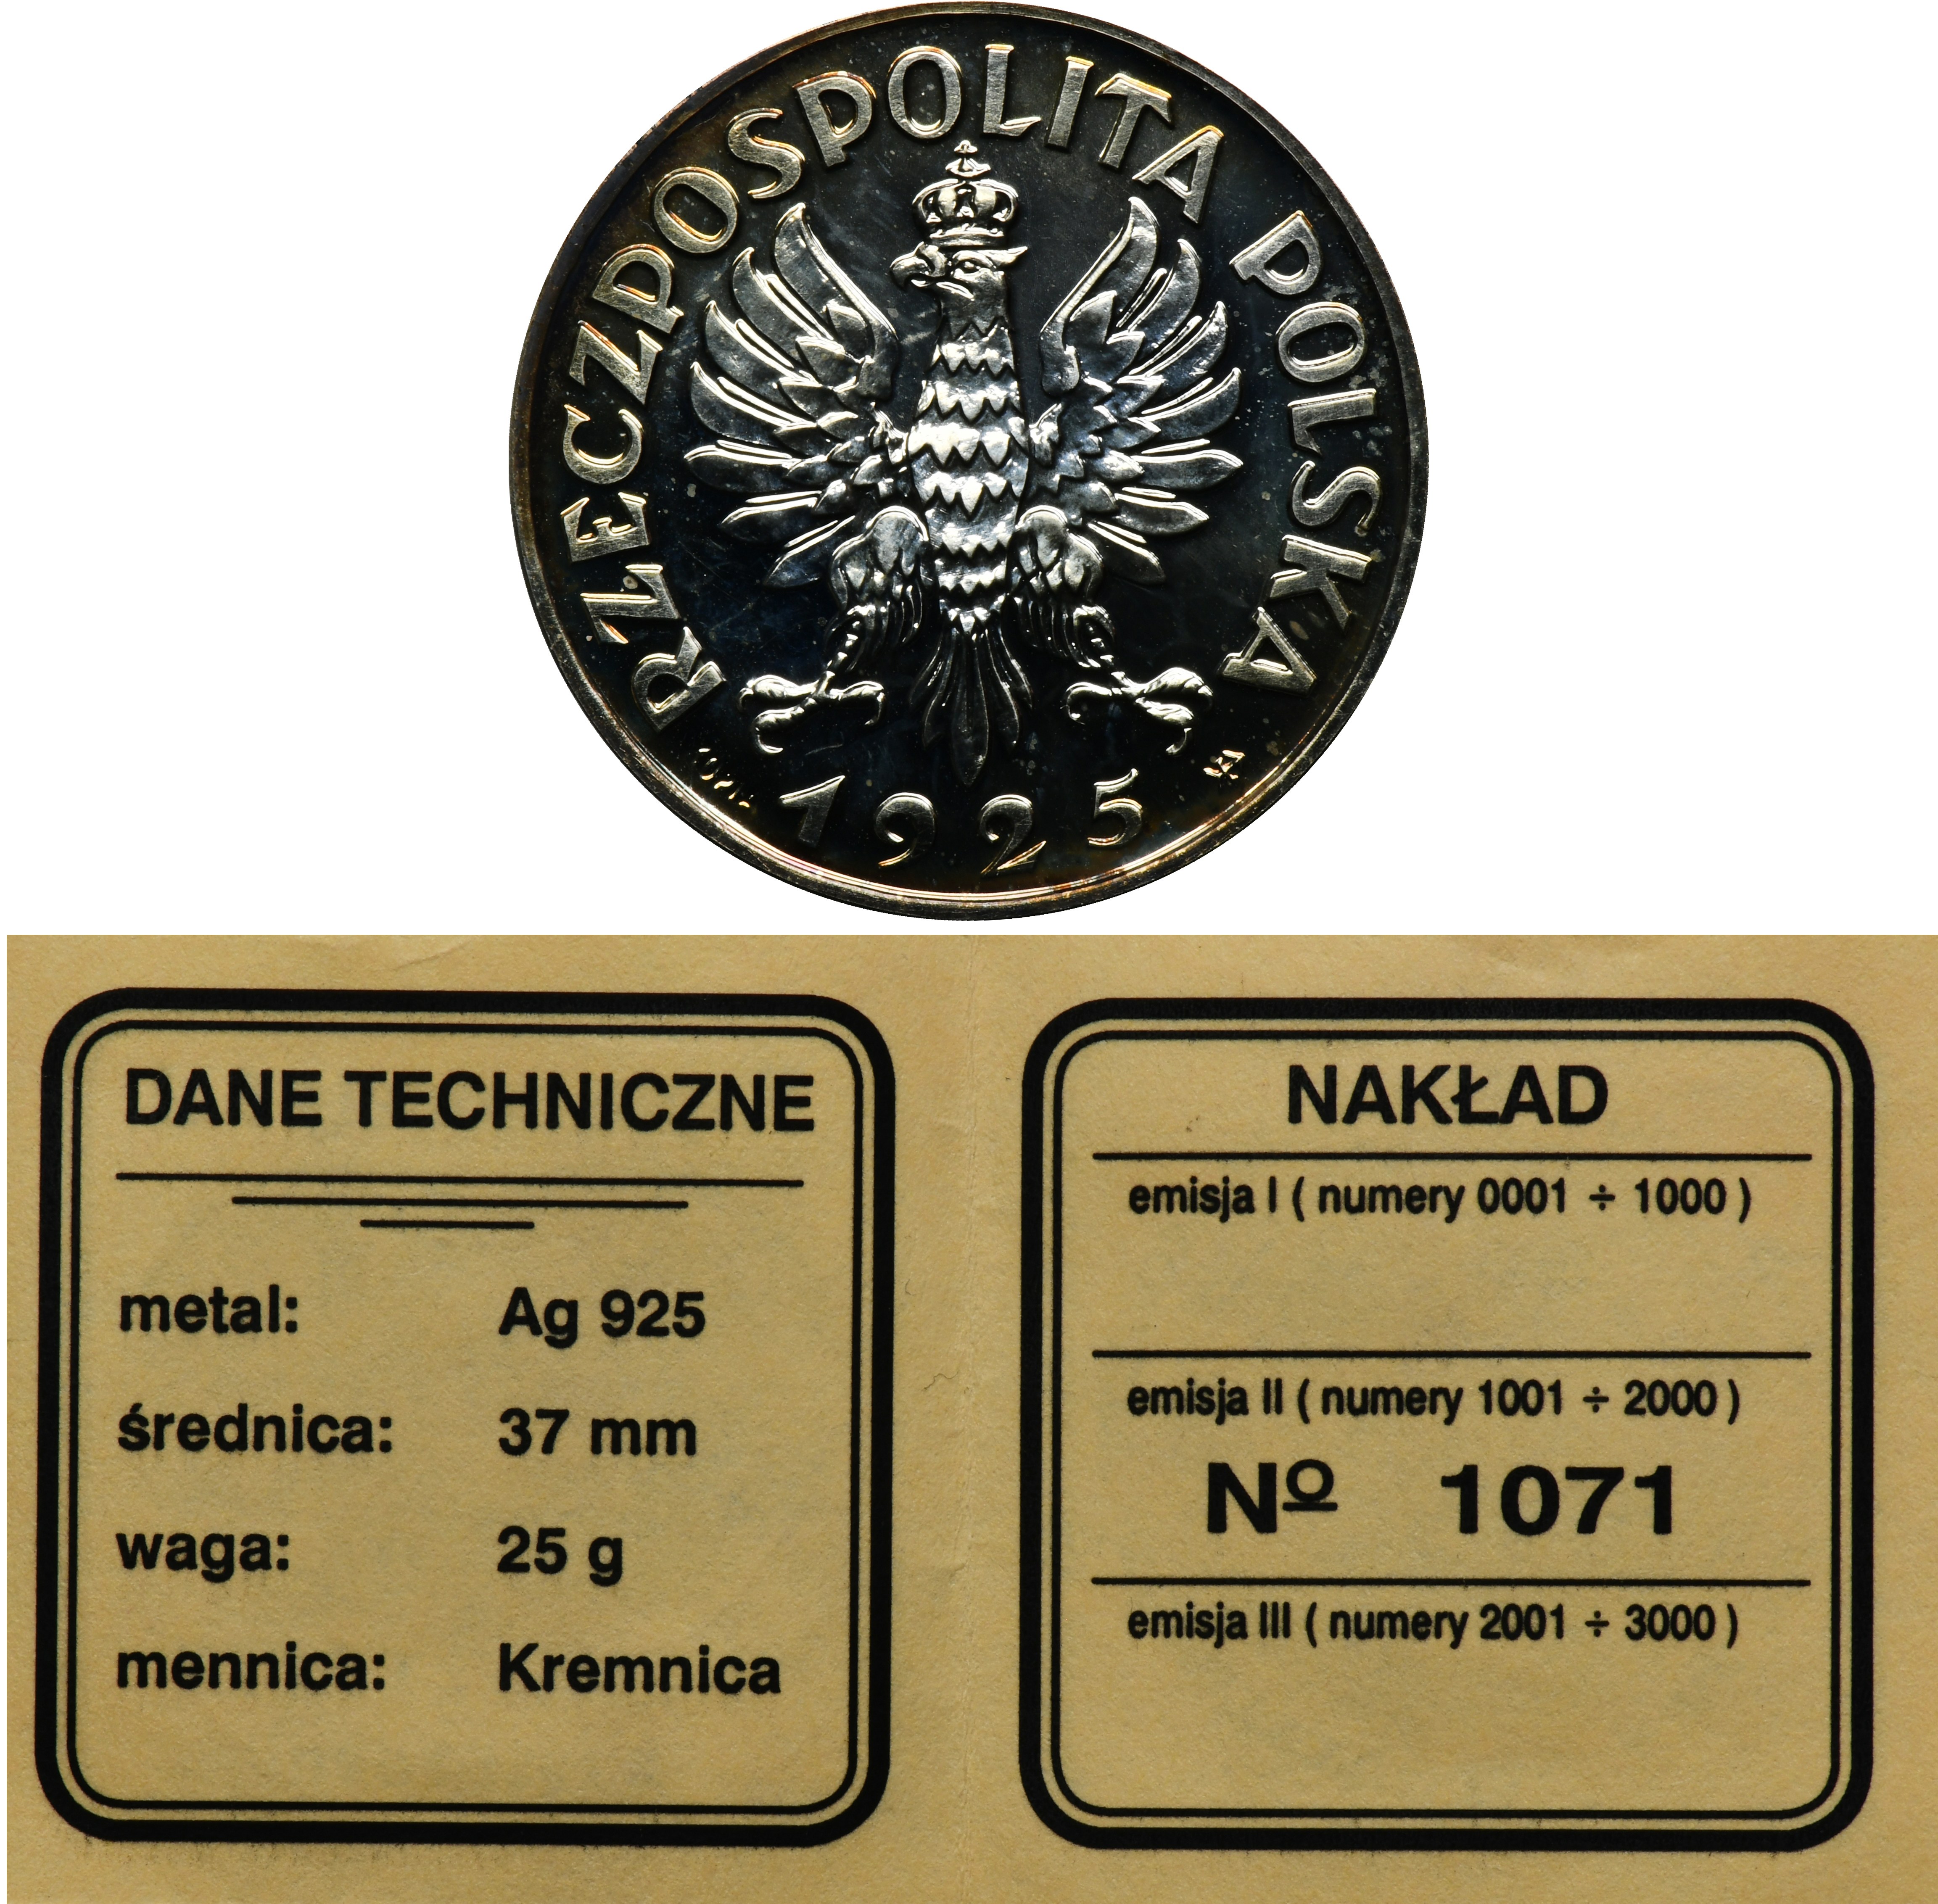 RZECZPOSPOLITA POLSKA
1925
DANE TECHNICZNE
metal: Ag 925
średnica: 37 mm
waga: 25 g
mennica: Kremnica
NAKŁAD
emisja I ( numery 0001 ÷ 1000 )
emisja II ( numery 1001 ÷ 2000 )
Nº 1071
emisja III ( numery 2001 ÷ 3000 )